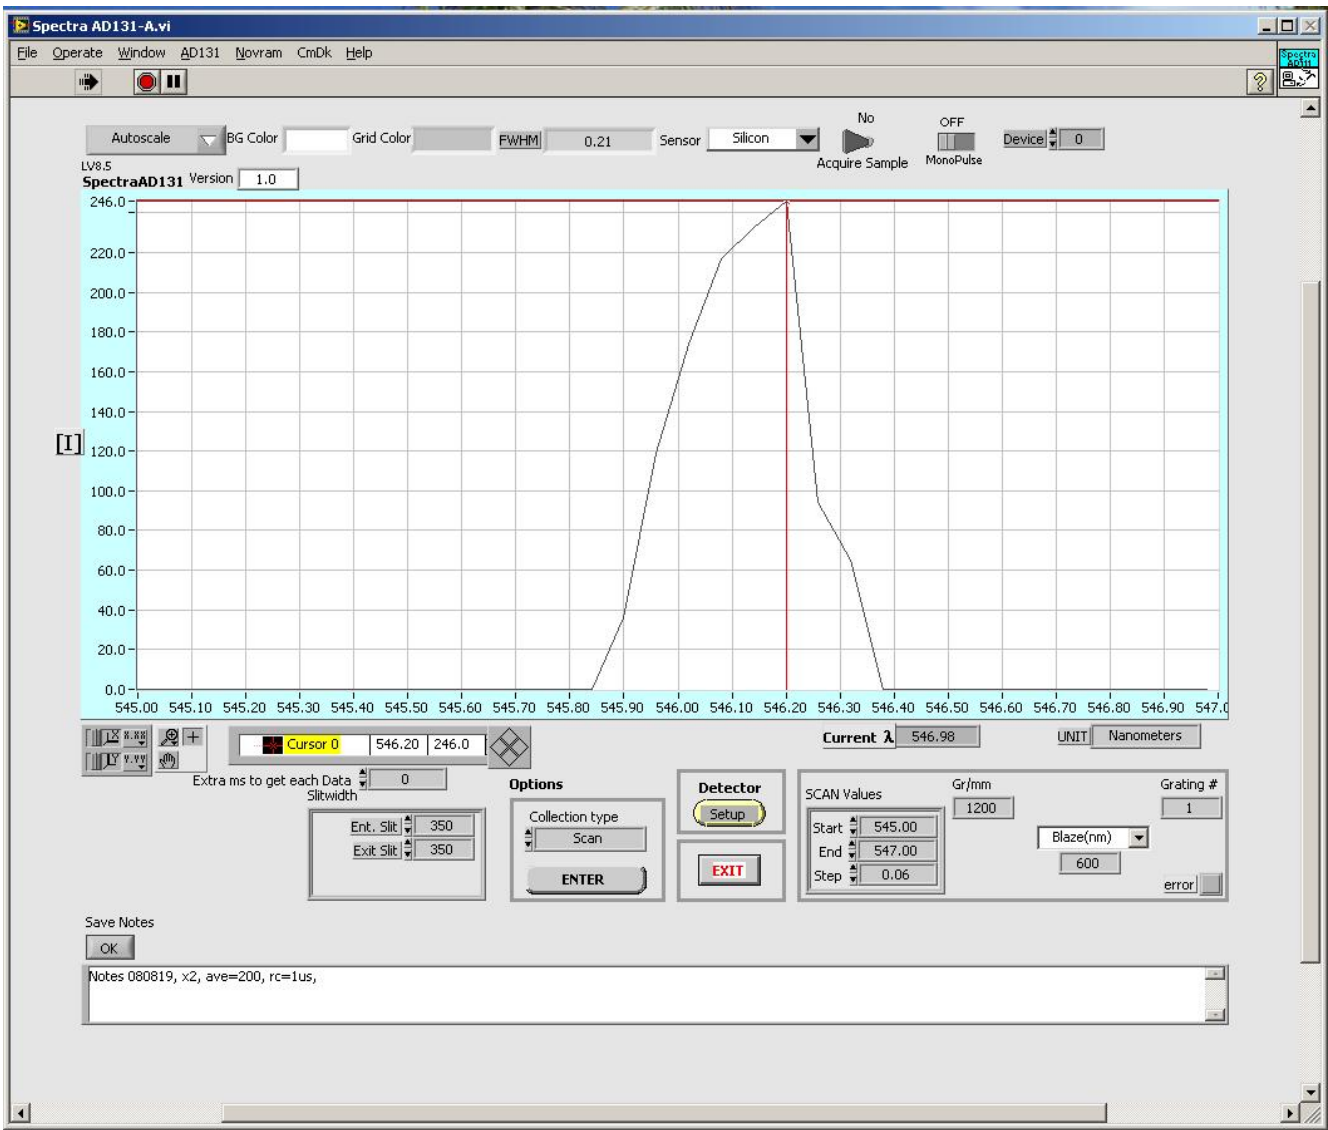 Spectra AD131-A.vi
File Operate Window AD131 Novram CmDk Help
Spectra
Autoscale BG Color Grid Color FWHM 0.21 Sensor Silicon No Acquire Sample OFF MonoPulse Device 0
LV8.5
SpectraAD131 Version 1.0
246.0
220.0
200.0
180.0
160.0
140.0
[I]
120.0
100.0
80.0
60.0
40.0
20.0
0.0
545.00 545.10 545.20 545.30 545.40 545.50 545.60 545.70 545.80 545.90 546.00 546.10 546.20 546.30 546.40 546.50 546.60 546.70 546.80 546.90 547.0
X 8.88
Y Y.YY
Cursor 0 546.20 246.0
Current λ 546.98 UNIT Nanometers
Extra ms to get each Data 0
Slitwidth
Ent. Slit 350
Exit Slit 350
Options
Collection type
Scan
ENTER
Detector
Setup
EXIT
SCAN Values
Start 545.00
End 547.00
Step 0.06
Gr/mm
1200
Grating #
1
Blaze(nm)
600
error
Save Notes
OK
Notes 080819, x2, ave=200, rc=1us,